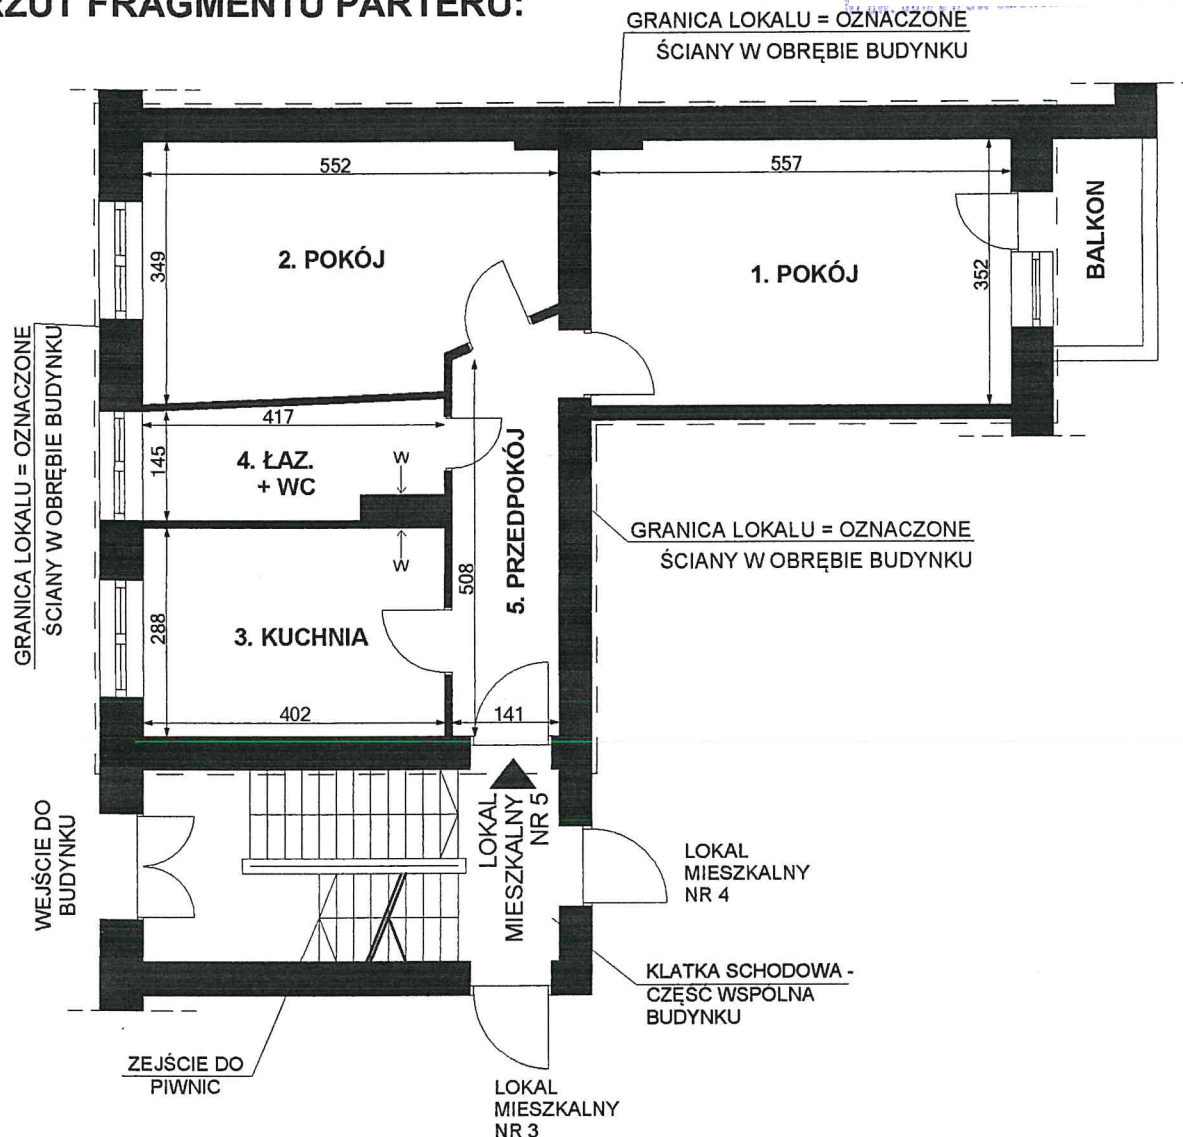 RZUT FRAGMENTU PARTERU:
GRANICA LOKALU = OZNACZONE
ŚCIANY W OBRĘBIE BUDYNKU
552
557
349
2. POKÓJ
1. POKÓJ
352
BALKON
GRANICA LOKALU = OZNACZONE
ŚCIANY W OBRĘBIE BUDYNKU
417
145
4. ŁAZ.
+ WC
W
W
5. PRZEDPOKÓJ
508
GRANICA LOKALU = OZNACZONE
ŚCIANY W OBRĘBIE BUDYNKU
288
3. KUCHNIA
402
141
WEJŚCIE DO
BUDYNKU
LOKAL
MIESZKALNY
NR 5
LOKAL
MIESZKALNY
NR 4
KLATKA SCHODOWA -
CZĘŚĆ WSPÓLNA
BUDYNKU
ZEJŚCIE DO
PIWNIC
LOKAL
MIESZKALNY
NR 3